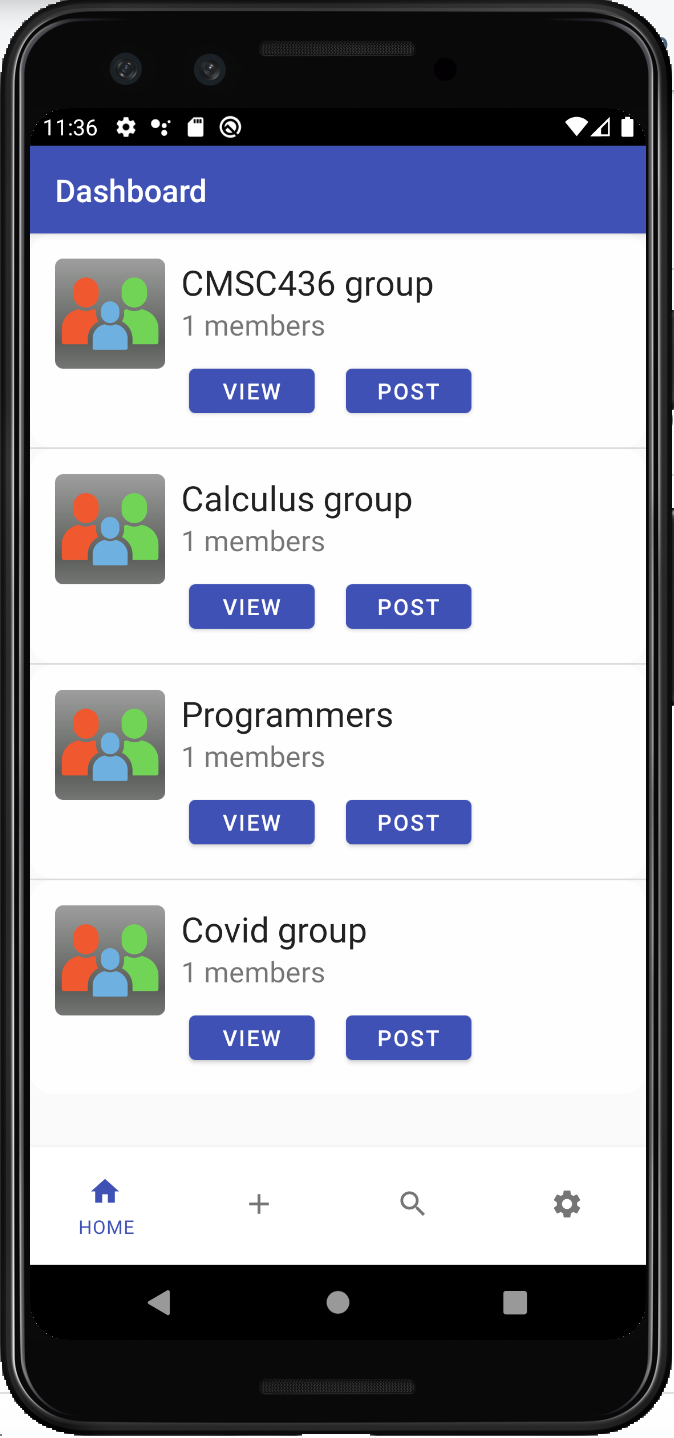 11:36
Dashboard
CMSC436 group
1 members
VIEW POST
Calculus group
1 members
VIEW POST
Programmers
1 members
VIEW POST
Covid group
1 members
VIEW POST
HOME